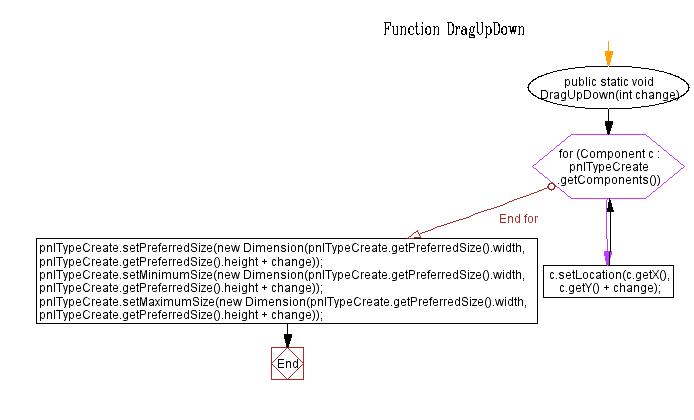 Function DragUpDown
public static void
DragUpDown(int change)
for (Component c :
pnlTypeCreate
.getComponents())
End for
c.setLocation(c.getX(),
c.getY() + change);
pnlTypeCreate.setPreferredSize(new Dimension(pnlTypeCreate.getPreferredSize().width,
pnlTypeCreate.getPreferredSize().height + change));
pnlTypeCreate.setMinimumSize(new Dimension(pnlTypeCreate.getPreferredSize().width,
pnlTypeCreate.getPreferredSize().height + change));
pnlTypeCreate.setMaximumSize(new Dimension(pnlTypeCreate.getPreferredSize().width,
pnlTypeCreate.getPreferredSize().height + change));
End